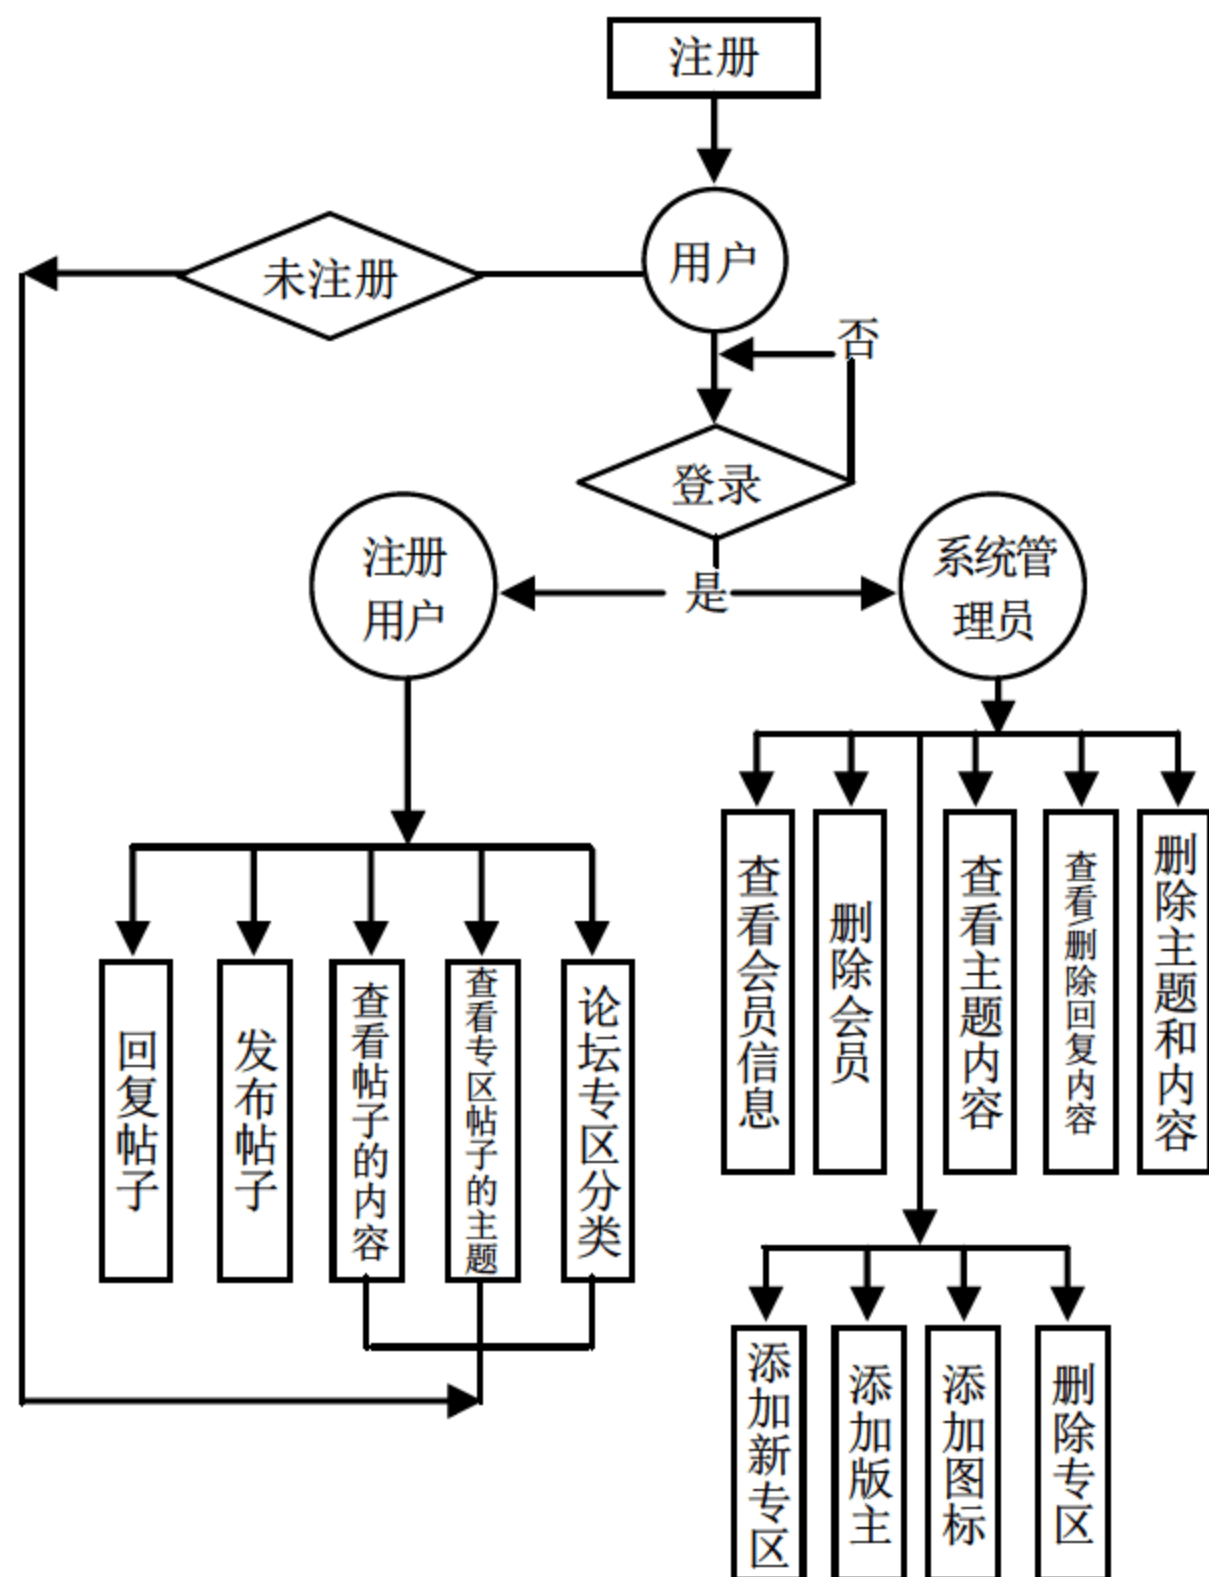 注册
用户
未注册
否
登录
注册
用户
是
系统管
理员
查看会员信息
删除会员
查看主题内容
查看\删除回复内容
删除主题和内容
回复帖子
发布帖子
查看帖子的内容
查看专区帖子的主题
论坛专区分类
添加新专区
添加版主
添加图标
删除专区